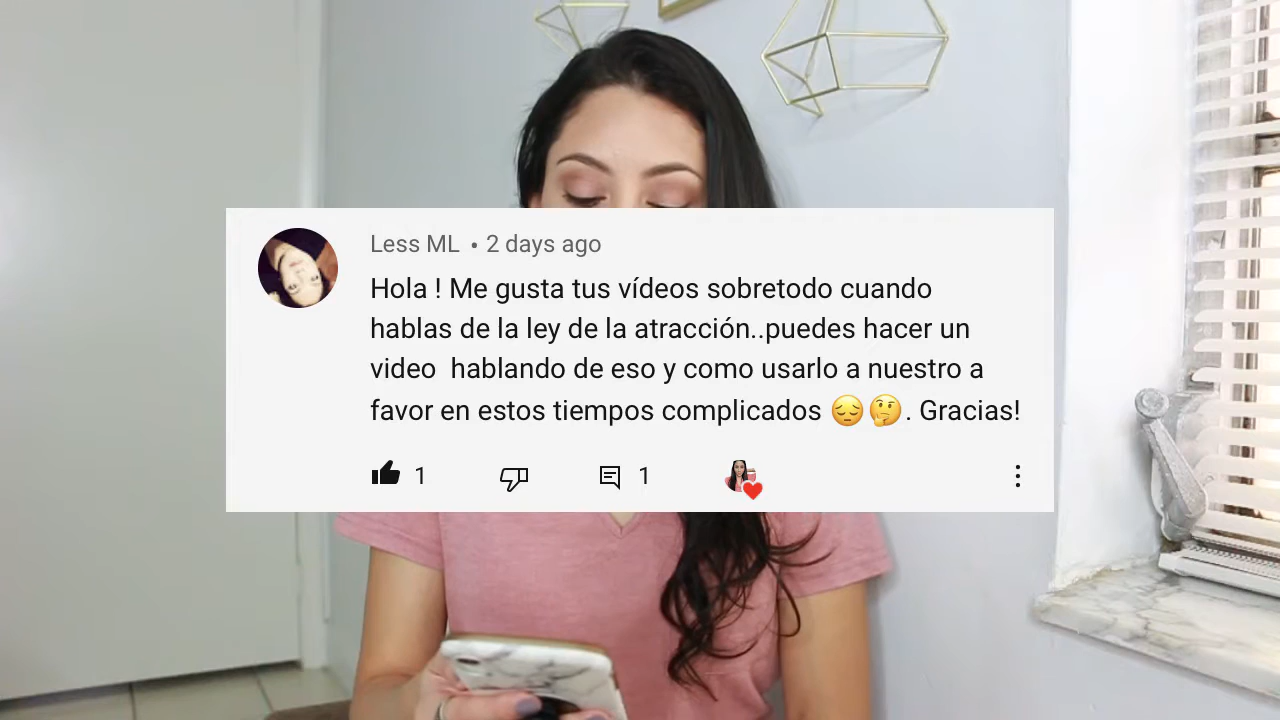 Less ML • 2 days ago
Hola ! Me gusta tus vídeos sobretodo cuando
hablas de la ley de la atracción..puedes hacer un
video  hablando de eso y como usarlo a nuestro a
favor en estos tiempos complicados 😔🤔. Gracias!
1 1